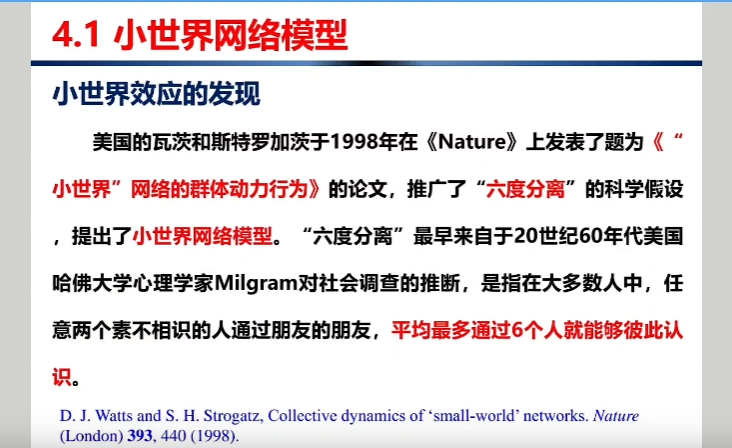 4.1 小世界网络模型
小世界效应的发现
美国的瓦茨和斯特罗加茨于1998年在《Nature》上发表了题为《“
小世界”网络的群体动力行为》的论文，推广了“六度分离”的科学假设
，提出了小世界网络模型。“六度分离”最早来自于20世纪60年代美国
哈佛大学心理学家Milgram对社会调查的推断，是指在大多数人中，任
意两个素不相识的人通过朋友的朋友，平均最多通过6个人就能够彼此认
识。
D. J. Watts and S. H. Strogatz, Collective dynamics of ‘small-world’ networks. Nature
(London) 393, 440 (1998).